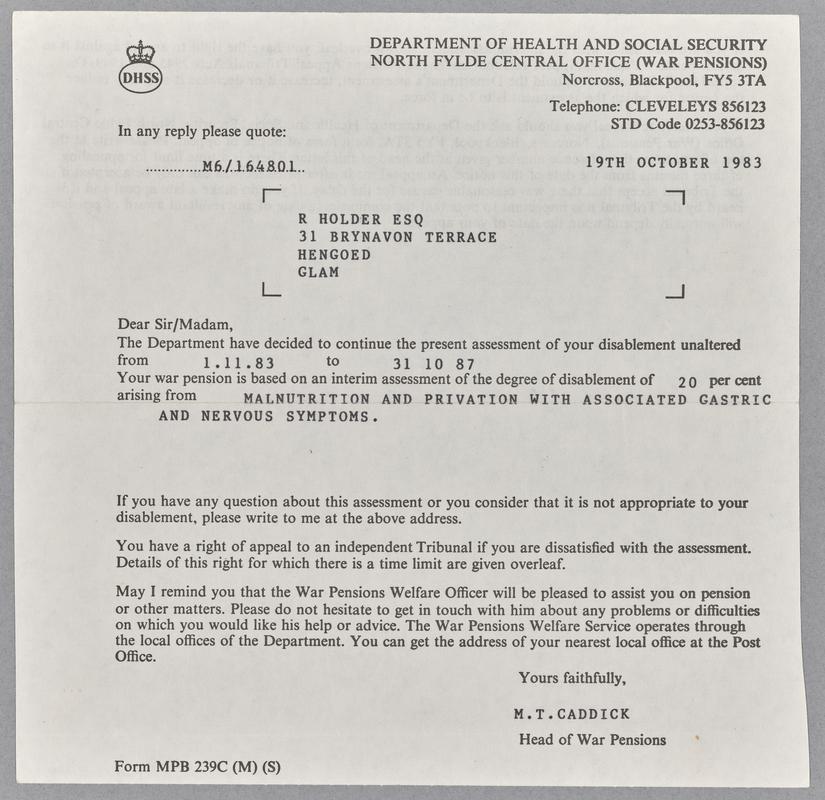 DHSS
DEPARTMENT OF HEALTH AND SOCIAL SECURITY
NORTH FYLDE CENTRAL OFFICE (WAR PENSIONS)
Norcross, Blackpool, FY5 3TA
Telephone: CLEVELEYS 856123
STD Code 0253-856123
In any reply please quote:
M6/164801
19TH OCTOBER 1983
R HOLDER ESQ
31 BRYNAVON TERRACE
HENGOED
GLAM
Dear Sir/Madam,
The Department have decided to continue the present assessment of your disablement unaltered
from 1.11.83 to 31 10 87
Your war pension is based on an interim assessment of the degree of disablement of 20 per cent
arising from MALNUTRITION AND PRIVATION WITH ASSOCIATED GASTRIC
AND NERVOUS SYMPTOMS.
If you have any question about this assessment or you consider that it is not appropriate to your
disablement, please write to me at the above address.
You have a right of appeal to an independent Tribunal if you are dissatisfied with the assessment.
Details of this right for which there is a time limit are given overleaf.
May I remind you that the War Pensions Welfare Officer will be pleased to assist you on pension
or other matters. Please do not hesitate to get in touch with him about any problems or difficulties
on which you would like his help or advice. The War Pensions Welfare Service operates through
the local offices of the Department. You can get the address of your nearest local office at the Post
Office.
Yours faithfully,
M.T.CADDICK
Head of War Pensions
Form MPB 239C (M) (S)